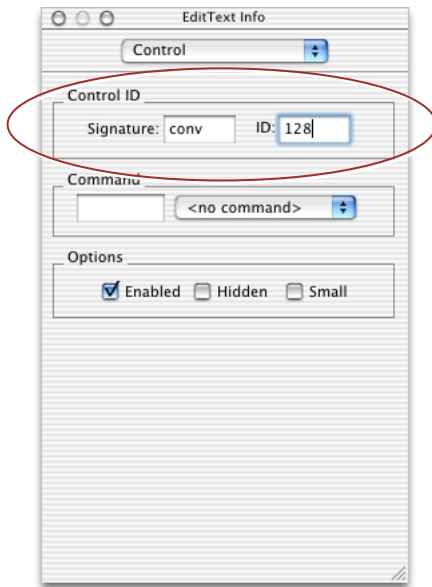 EditText Info
Control
Control ID
Signature: conv ID: 128
Command
<no command>
Options
Enabled Hidden Small